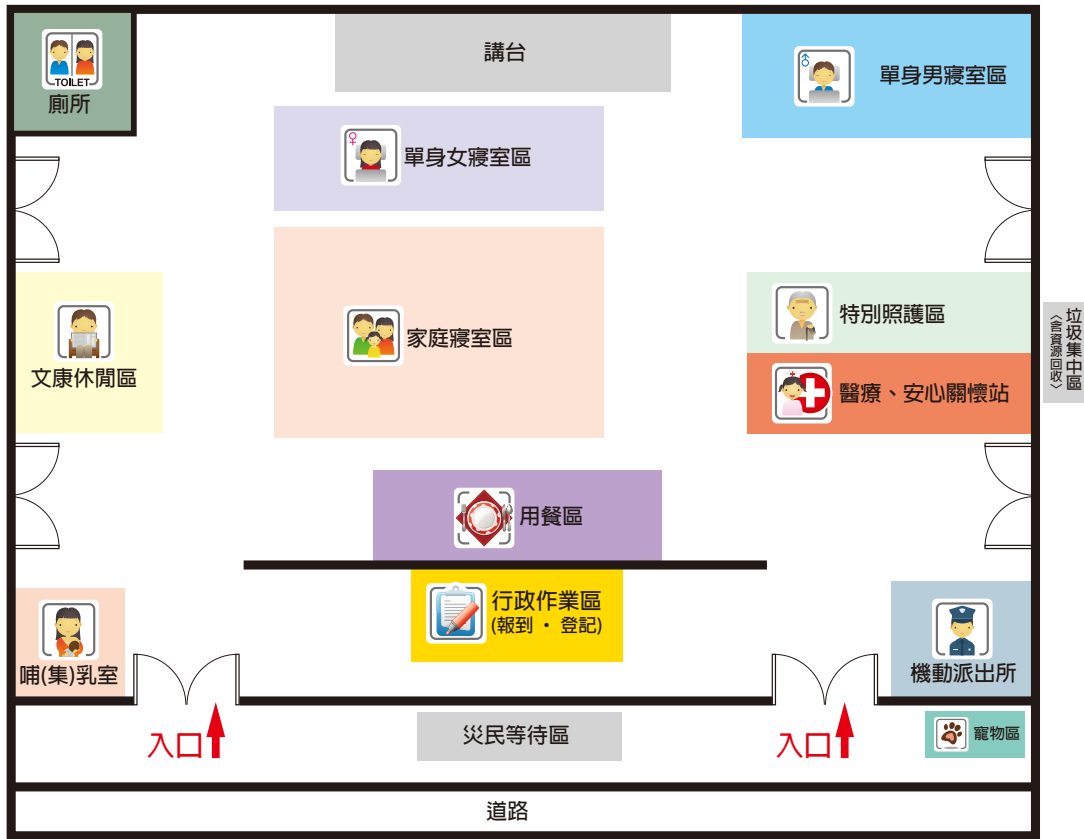 TOILET
廁所
講台
單身男寢室區
單身女寢室區
家庭寢室區
文康休閒區
特別照護區
醫療、安心關懷站
垃圾集中區
〈含資源回收〉
用餐區
行政作業區
(報到 · 登記)
哺(集)乳室
機動派出所
入口
災民等待區
入口
寵物區
道路